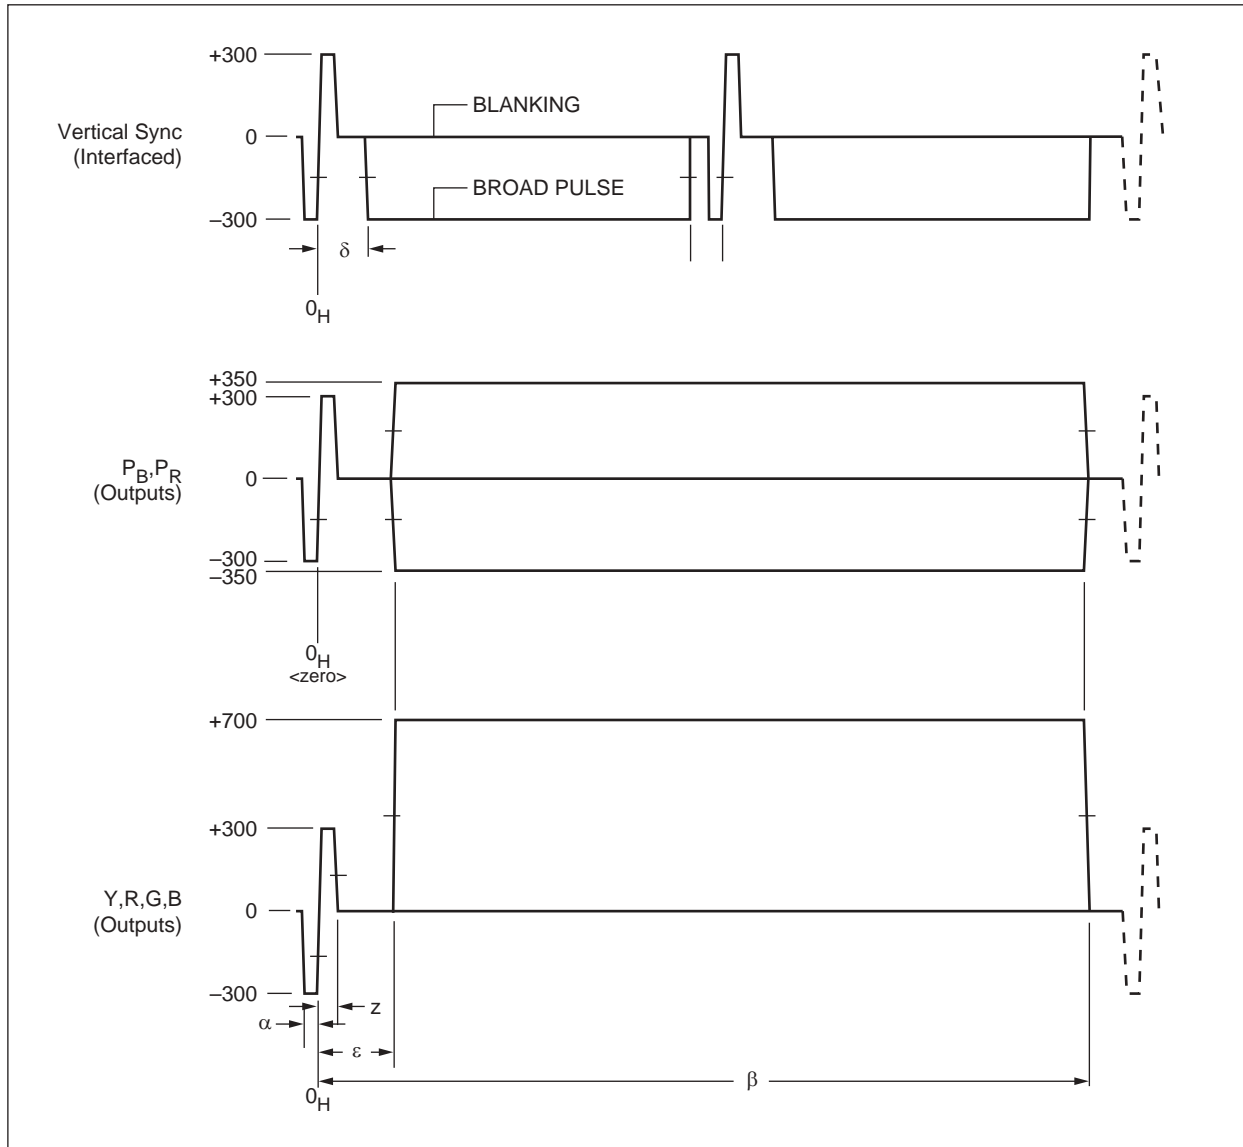 +300
BLANKING
Vertical Sync
(Interfaced)
0
BROAD PULSE
–300
δ
0H
+350
+300
PB,PR
(Outputs)
0
–300
–350
0H
<zero>
+700
+300
Y,R,G,B
(Outputs)
0
–300
z
α
ε
β
0H